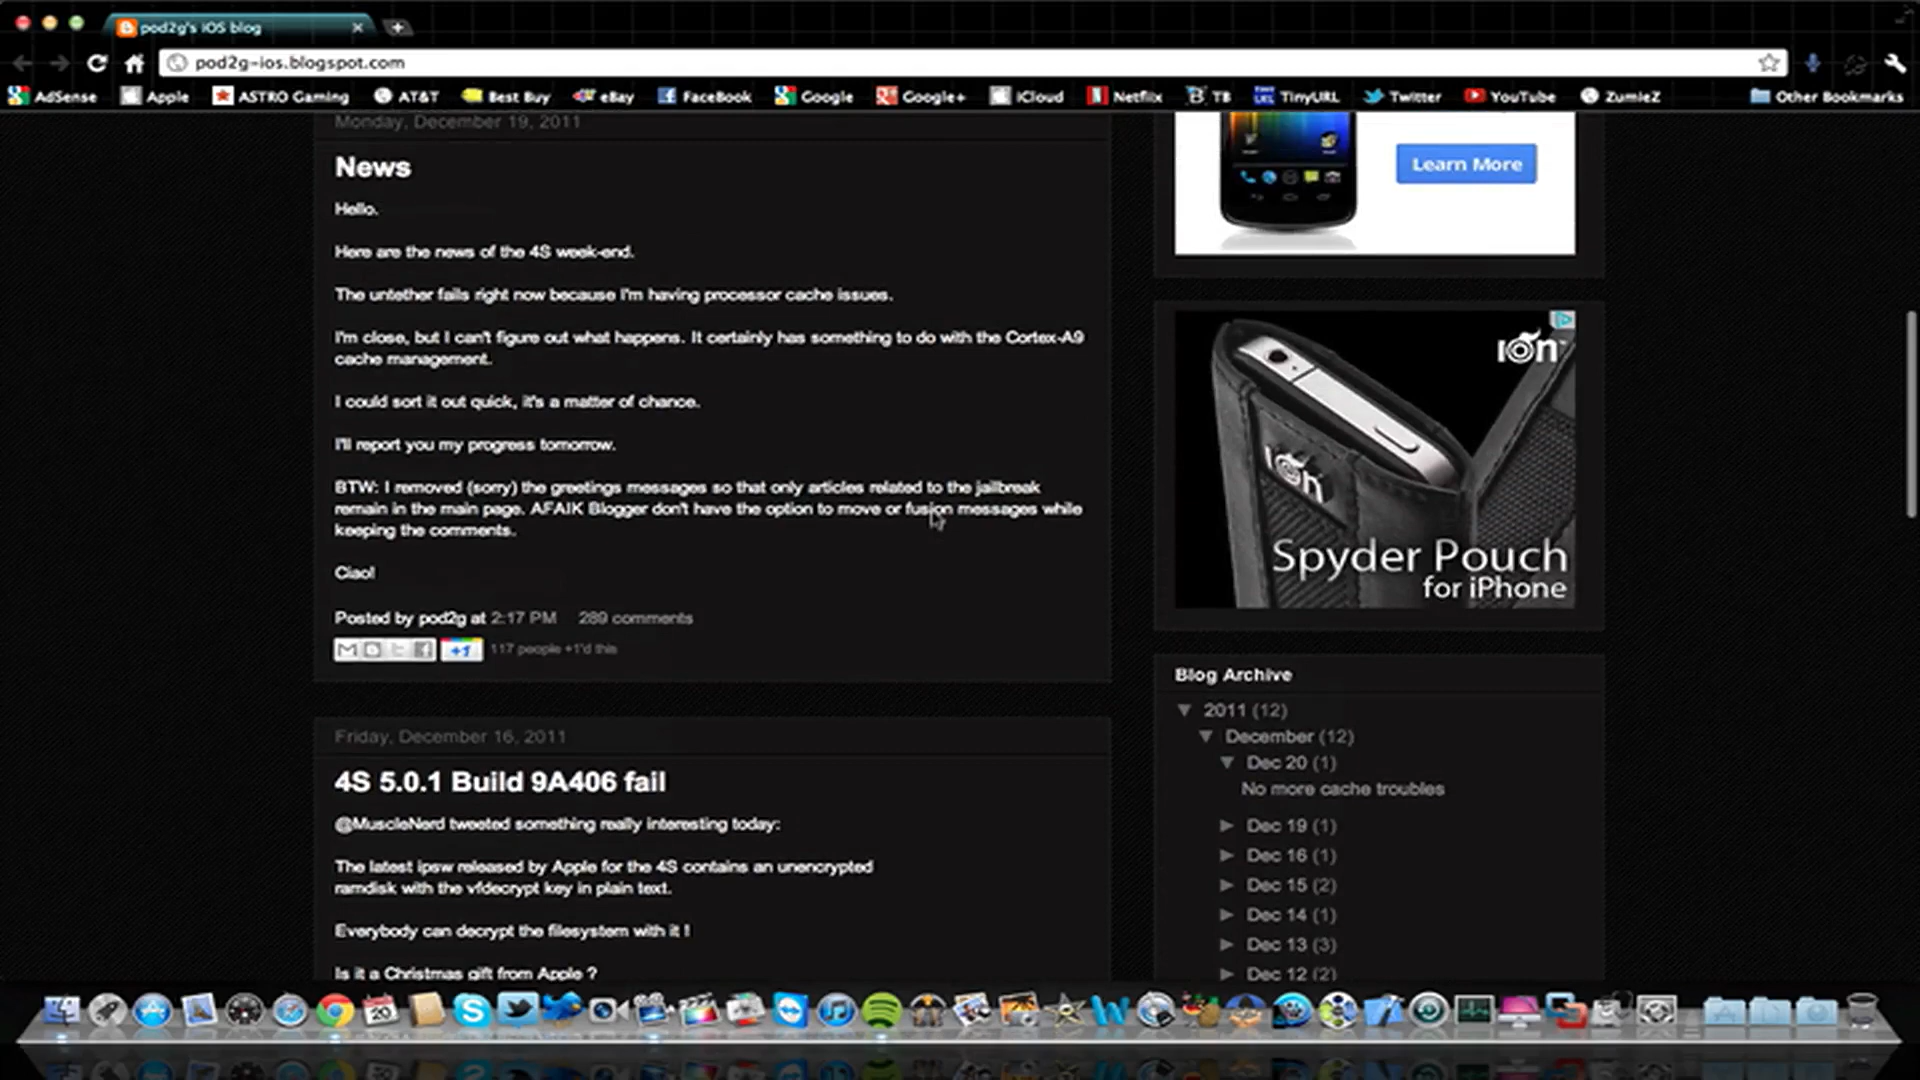 pod2g's iOS blog
pod2g-ios.blogspot.com
AdSense Apple ASTRO Gaming AT&T Best Buy eBay FaceBook Google Google+ iCloud Netflix TB TinyURL Twitter YouTube ZumieZ Other Bookmarks
Monday, December 19, 2011
News
Hello.
Here are the news of the 4S week-end.
The untether fails right now because I'm having processor cache issues.
I'm close, but I can't figure out what happens. It certainly has something to do with the Cortex-A9
cache management.
I could sort it out quick, it's a matter of chance.
I'll report you my progress tomorrow.
BTW: I removed (sorry) the greetings messages so that only articles related to the jailbreak
remain in the main page. AFAIK Blogger don't have the option to move or fusion messages while
keeping the comments.
Ciao!
Posted by pod2g at 2:17 PM 289 comments
+1 117 people +1'd this
Friday, December 16, 2011
4S 5.0.1 Build 9A406 fail
@MuscleNerd tweeted something really interesting today:
The latest ipsw released by Apple for the 4S contains an unencrypted
ramdisk with the vfdecrypt key in plain text.
Everybody can decrypt the filesystem with it !
Is it a Christmas gift from Apple ?
Learn More
ion
ion
Spyder Pouch
for iPhone
Blog Archive
▼ 2011 (12)
▼ December (12)
▼ Dec 20 (1)
No more cache troubles
► Dec 19 (1)
► Dec 16 (1)
► Dec 15 (2)
► Dec 14 (1)
► Dec 13 (3)
► Dec 12 (2)
20